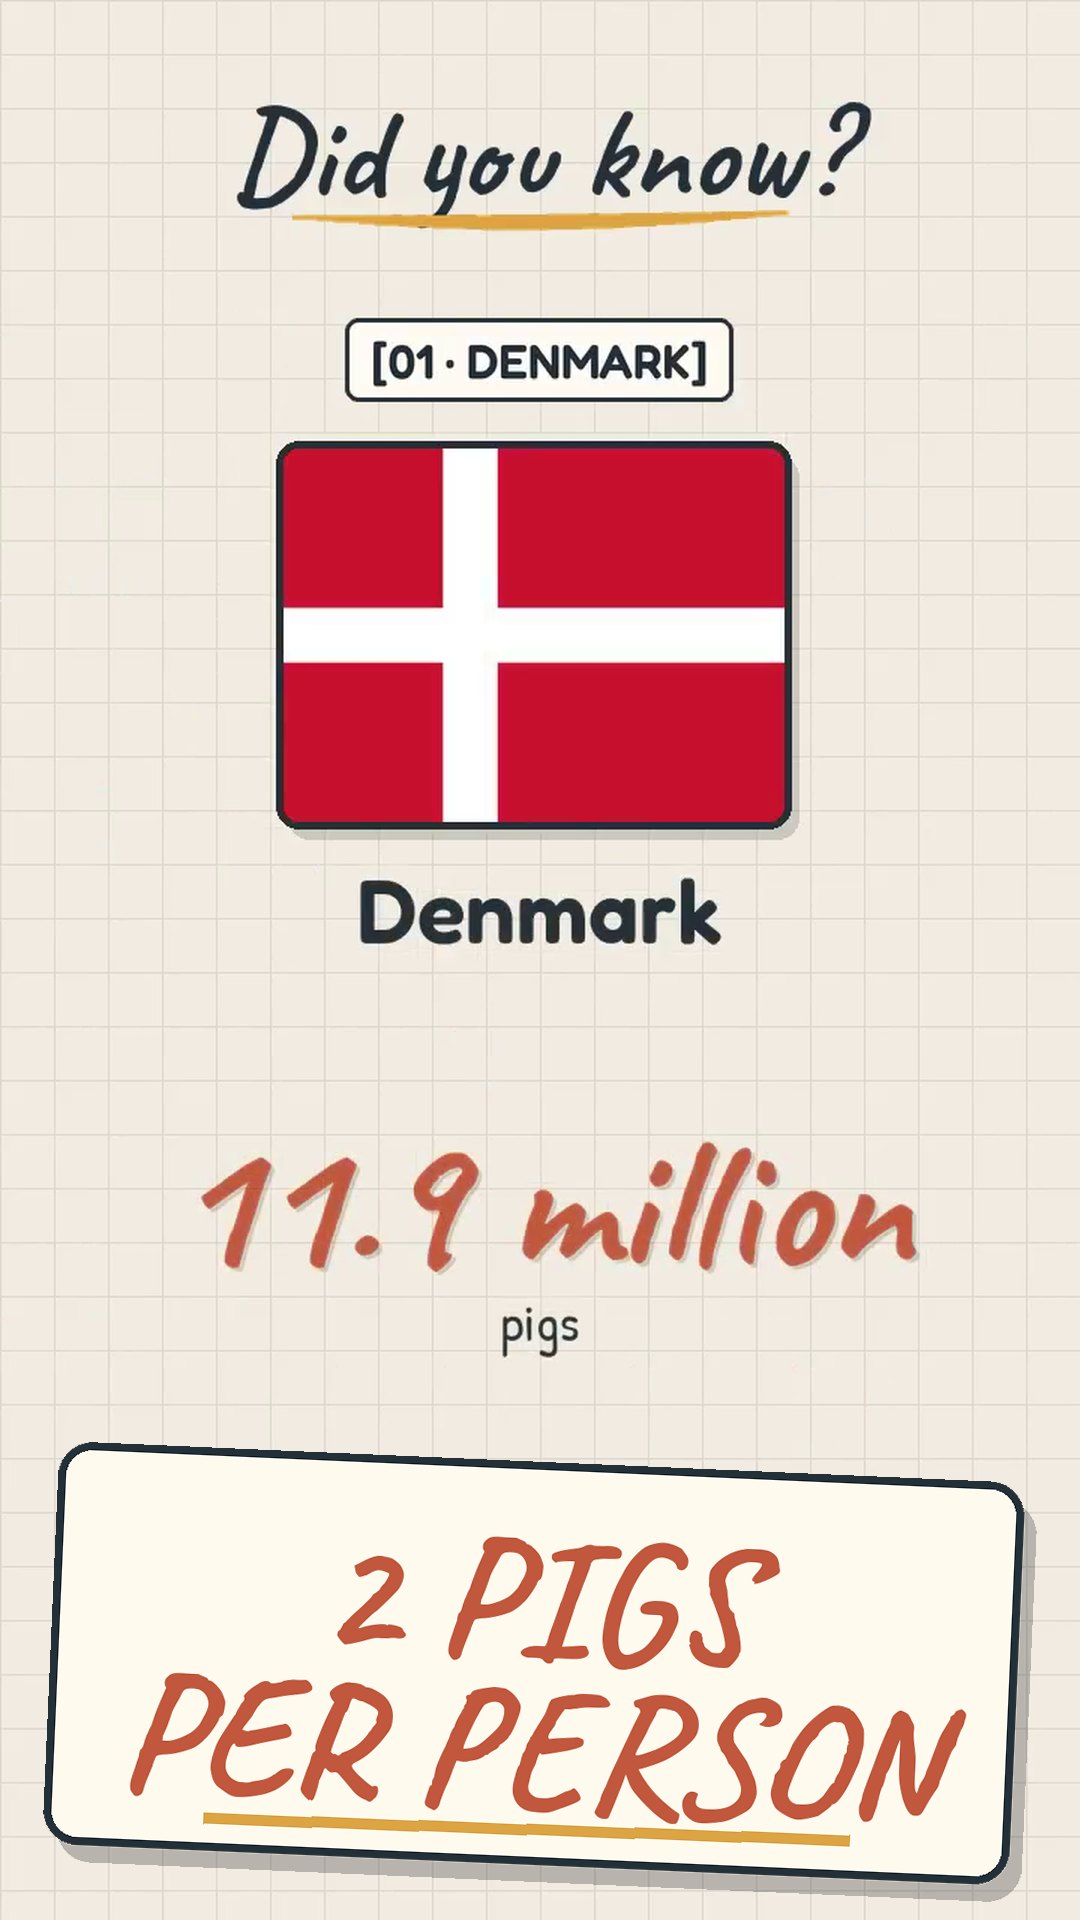 Did you know?
[01 · DENMARK]
Denmark
11.9 million
pigs
2 PIGS
PER PERSON